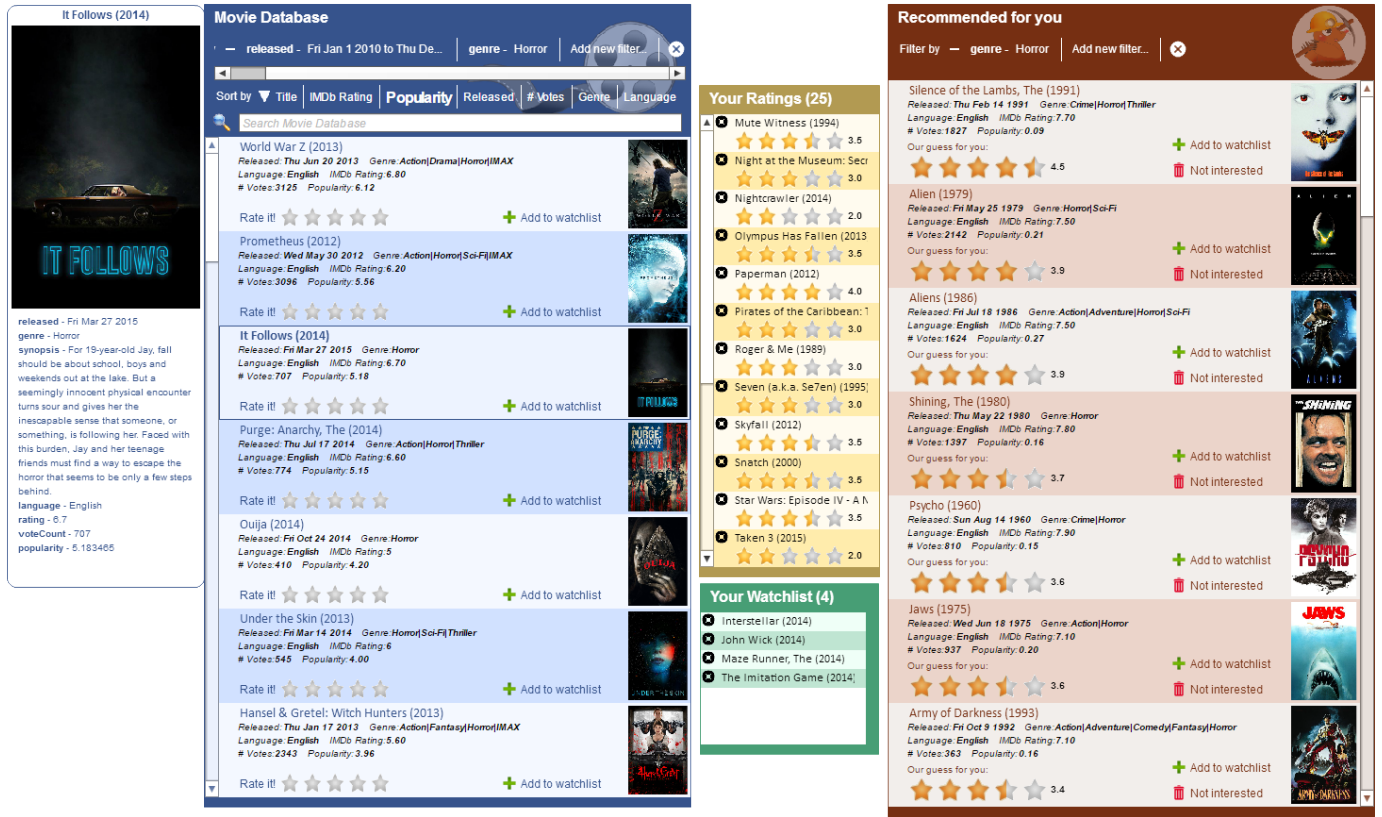 It Follows (2014)
IT FOLLOWS
released - Fri Mar 27 2015
genre - Horror
synopsis - For 19-year-old Jay, fall
should be about school, boys and
weekends out at the lake. But a
seemingly innocent physical encounter
turns sour and gives her the
inescapable sense that someone, or
something, is following her. Faced with
this burden, Jay and her teenage
friends must find a way to escape the
horror that seems to be only a few steps
behind.
language - English
rating - 6.7
voteCount - 707
popularity - 5.183465
Movie Database
released - Fri Jan 1 2010 to Thu De... genre - Horror Add new filter...
Sort by Title IMDb Rating Popularity Released # Votes Genre Language
Search Movie Database
World War Z (2013)
Released:Thu Jun 20 2013 Genre:Action|Drama|Horror|IMAX
Language:English IMDb Rating:6.80
# Votes:3125 Popularity:6.12
Rate it! Add to watchlist
Prometheus (2012)
Released:Wed May 30 2012 Genre:Action|Horror|Sci-Fi|IMAX
Language:English IMDb Rating:6.20
# Votes:3096 Popularity:5.56
Rate it! Add to watchlist
It Follows (2014)
Released:Fri Mar 27 2015 Genre:Horror
Language:English IMDb Rating:6.70
# Votes:707 Popularity:5.18
Rate it! Add to watchlist
IT FOLLOWS
Purge: Anarchy, The (2014)
Released:Thu Jul 17 2014 Genre:Action|Horror|Thriller
Language:English IMDb Rating:6.60
# Votes:774 Popularity:5.15
Rate it! Add to watchlist
PURGE:
ANARCHY
Ouija (2014)
Released:Fri Oct 24 2014 Genre:Horror
Language:English IMDb Rating:5
# Votes:410 Popularity:4.20
Rate it! Add to watchlist
OUIJA
Under the Skin (2013)
Released:Fri Mar 14 2014 Genre:Horror|Sci-Fi|Thriller
Language:English IMDb Rating:6
# Votes:545 Popularity:4.00
Rate it! Add to watchlist
UNDER THE SKIN
Hansel & Gretel: Witch Hunters (2013)
Released:Thu Jan 17 2013 Genre:Action|Fantasy|Horror|IMAX
Language:English IMDb Rating:5.60
# Votes:2343 Popularity:3.96
Rate it! Add to watchlist
Your Ratings (25)
Mute Witness (1994)
3.5
Night at the Museum: Secr
3.0
Nightcrawler (2014)
2.0
Olympus Has Fallen (2013
3.5
Paperman (2012)
4.0
Pirates of the Caribbean: T
3.0
Roger & Me (1989)
3.0
Seven (a.k.a. Se7en) (1995)
3.0
Skyfall (2012)
3.5
Snatch (2000)
3.5
Star Wars: Episode IV - A N
3.5
Taken 3 (2015)
2.0
Your Watchlist (4)
Interstellar (2014)
John Wick (2014)
Maze Runner, The (2014)
The Imitation Game (2014)
Recommended for you
Filter by genre - Horror Add new filter...
Silence of the Lambs, The (1991)
Released:Thu Feb 14 1991 Genre:Crime|Horror|Thriller
Language:English IMDb Rating:7.70
# Votes:1827 Popularity:0.09
Our guess for you: Add to watchlist
4.5 Not interested
Alien (1979)
Released:Fri May 25 1979 Genre:Horror|Sci-Fi
Language:English IMDb Rating:7.50
# Votes:2142 Popularity:0.21
Our guess for you: Add to watchlist
3.9 Not interested
ALIEN
Aliens (1986)
Released:Fri Jul 18 1986 Genre:Action|Adventure|Horror|Sci-Fi
Language:English IMDb Rating:7.50
# Votes:1624 Popularity:0.27
Our guess for you: Add to watchlist
3.9 Not interested
ALIENS
Shining, The (1980)
Released:Thu May 22 1980 Genre:Horror
Language:English IMDb Rating:7.80
# Votes:1397 Popularity:0.16
Our guess for you: Add to watchlist
3.7 Not interested
THE SHiNiNG
Psycho (1960)
Released:Sun Aug 14 1960 Genre:Crime|Horror
Language:English IMDb Rating:7.90
# Votes:810 Popularity:0.15
Our guess for you: Add to watchlist
3.6 Not interested
PSYCHO
Jaws (1975)
Released:Wed Jun 18 1975 Genre:Action|Horror
Language:English IMDb Rating:7.10
# Votes:937 Popularity:0.20
Our guess for you: Add to watchlist
3.6 Not interested
JAWS
Army of Darkness (1993)
Released:Fri Oct 9 1992 Genre:Action|Adventure|Comedy|Fantasy|Horror
Language:English IMDb Rating:7.10
# Votes:363 Popularity:0.16
Our guess for you: Add to watchlist
3.4 Not interested
ARMY OF DARKNESS